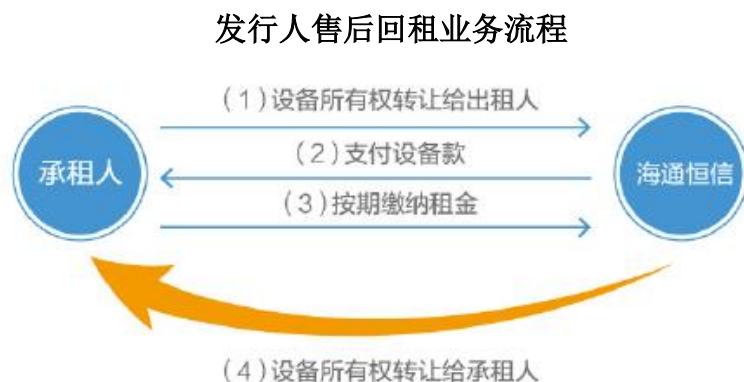 发行人售后回租业务流程
（1）设备所有权转让给出租人
（2）支付设备款
承租人
海通恒信
（3）按期缴纳租金
（4）设备所有权转让给承租人